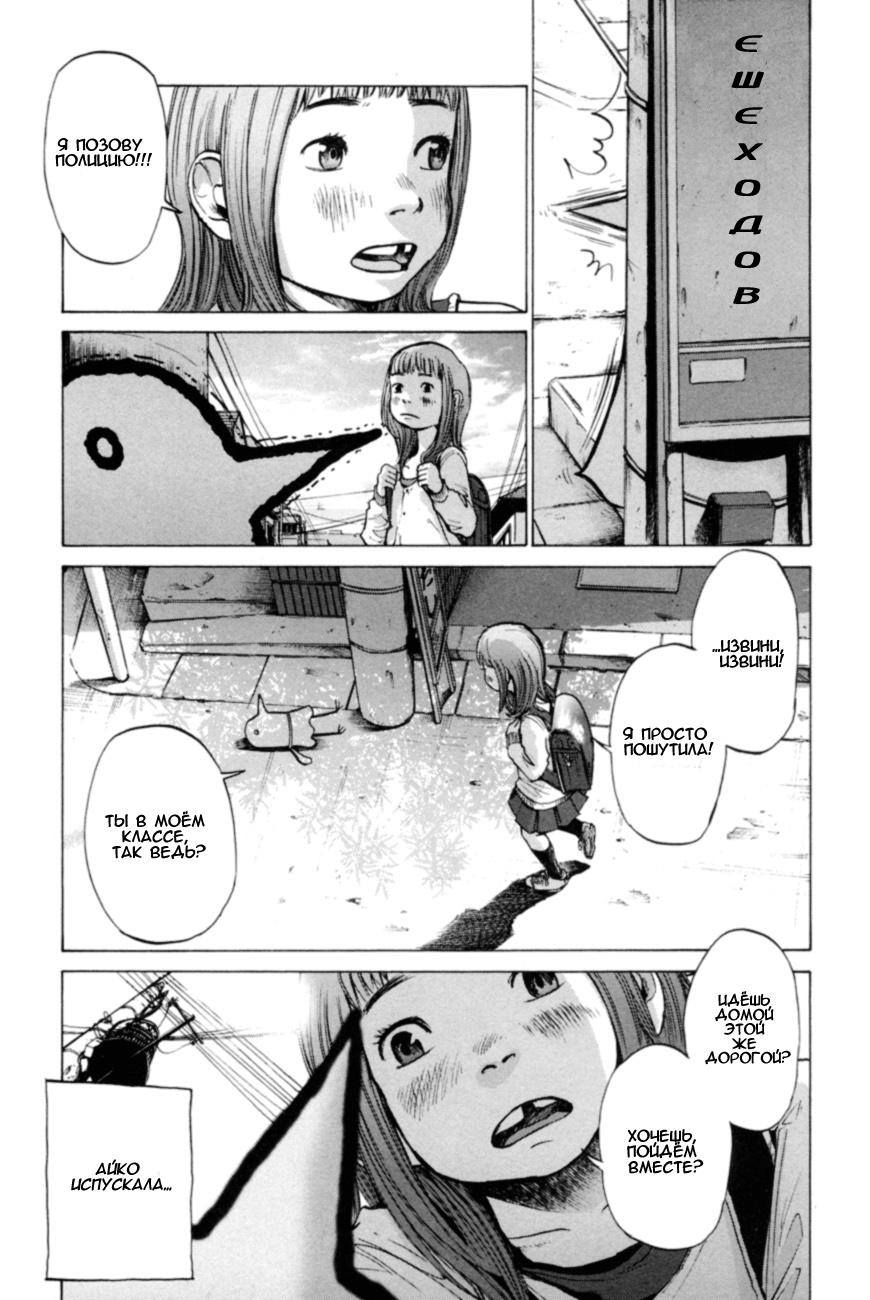 ЕШЕХОДОВ
Я ПОЗОВУ
ПОЛИЦИЮ!!!
...ИЗВИНИ,
ИЗВИНИ!
Я ПРОСТО
ПОШУТИЛА!
ТЫ В МОЁМ
КЛАССЕ,
ТАК ВЕДЬ?
ИДЁШЬ
ДОМОЙ
ЭТОЙ
ЖЕ
ДОРОГОЙ?
ХОЧЕШЬ,
ПОЙДЁМ
ВМЕСТЕ?
АЙКО
ИСПУСКАЛА...